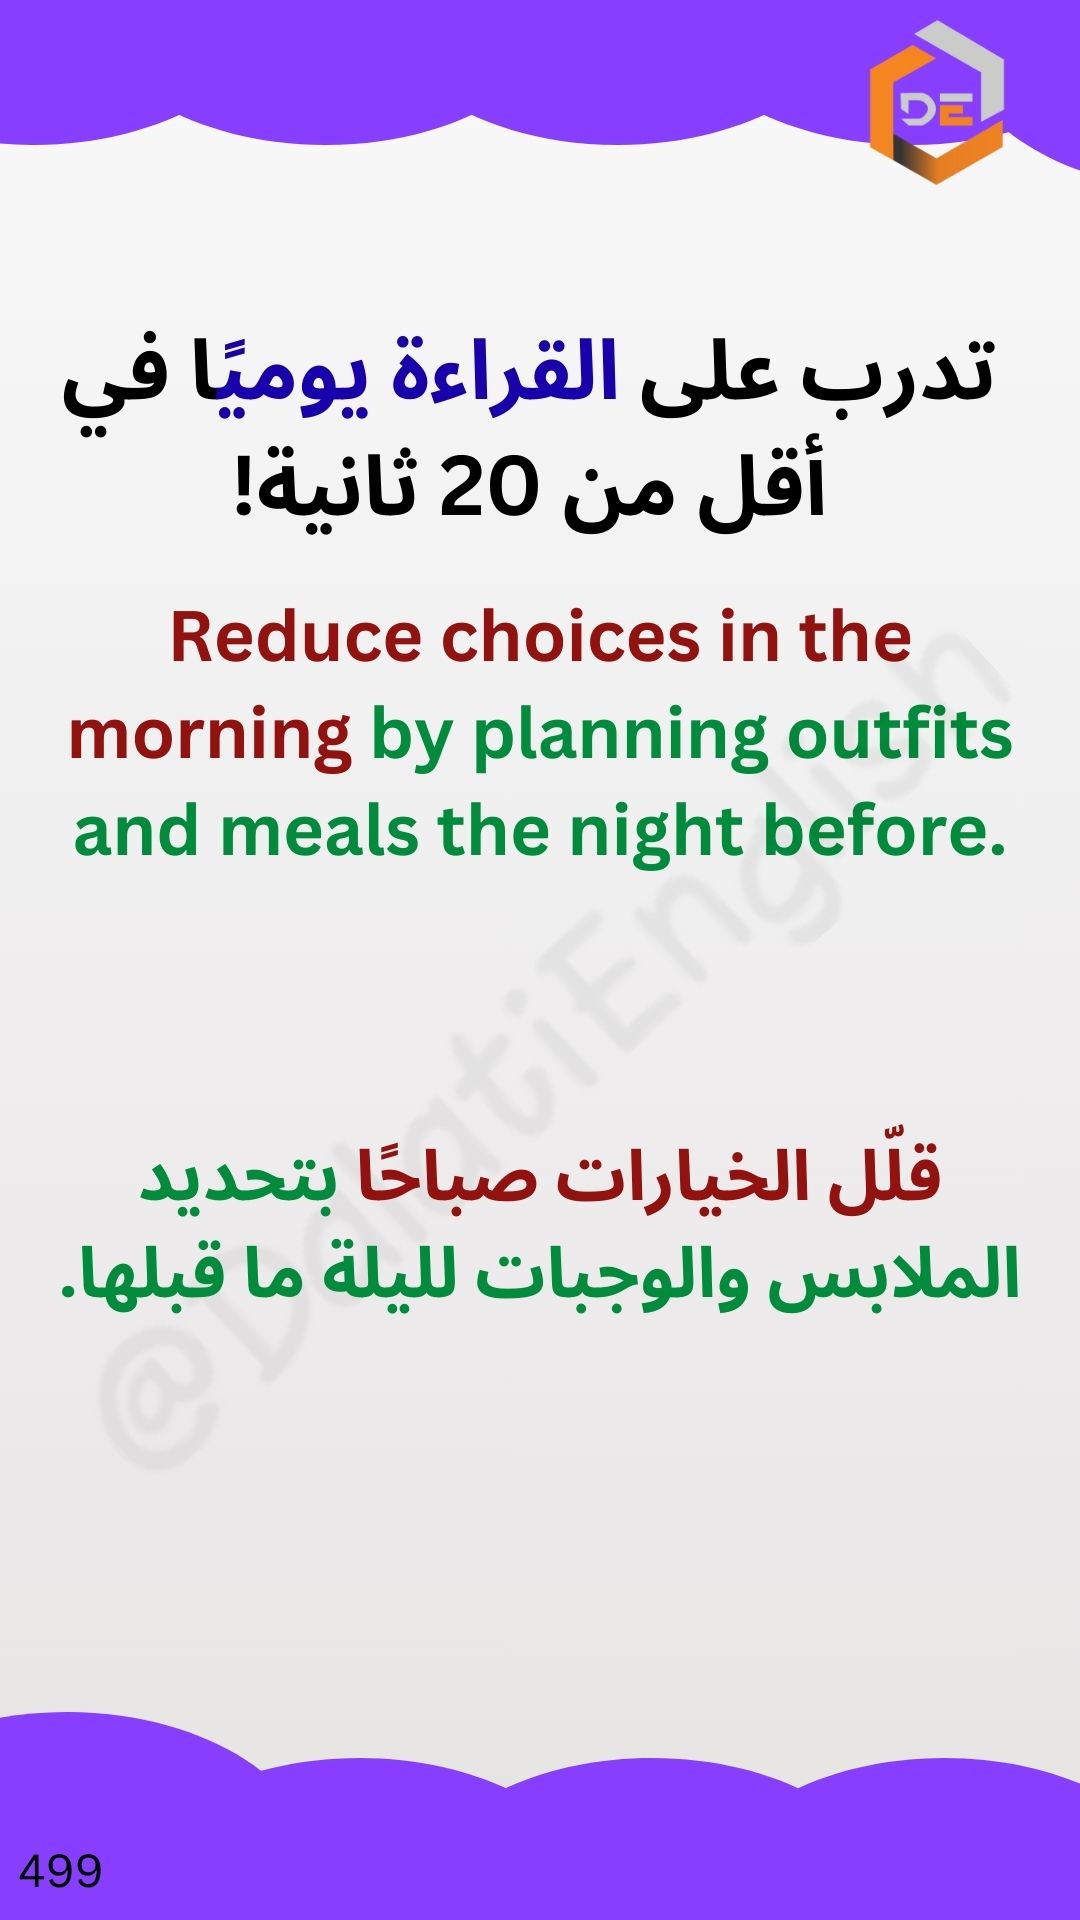 DE
تدرب على القراءة يوميًا في
أقل من 20 ثانية!
Reduce choices in the
morning by planning outfits
and meals the night before.
@DdatiEnglish
قلّل الخيارات صباحًا بتحديد
الملابس والوجبات لليلة ما قبلها.
499